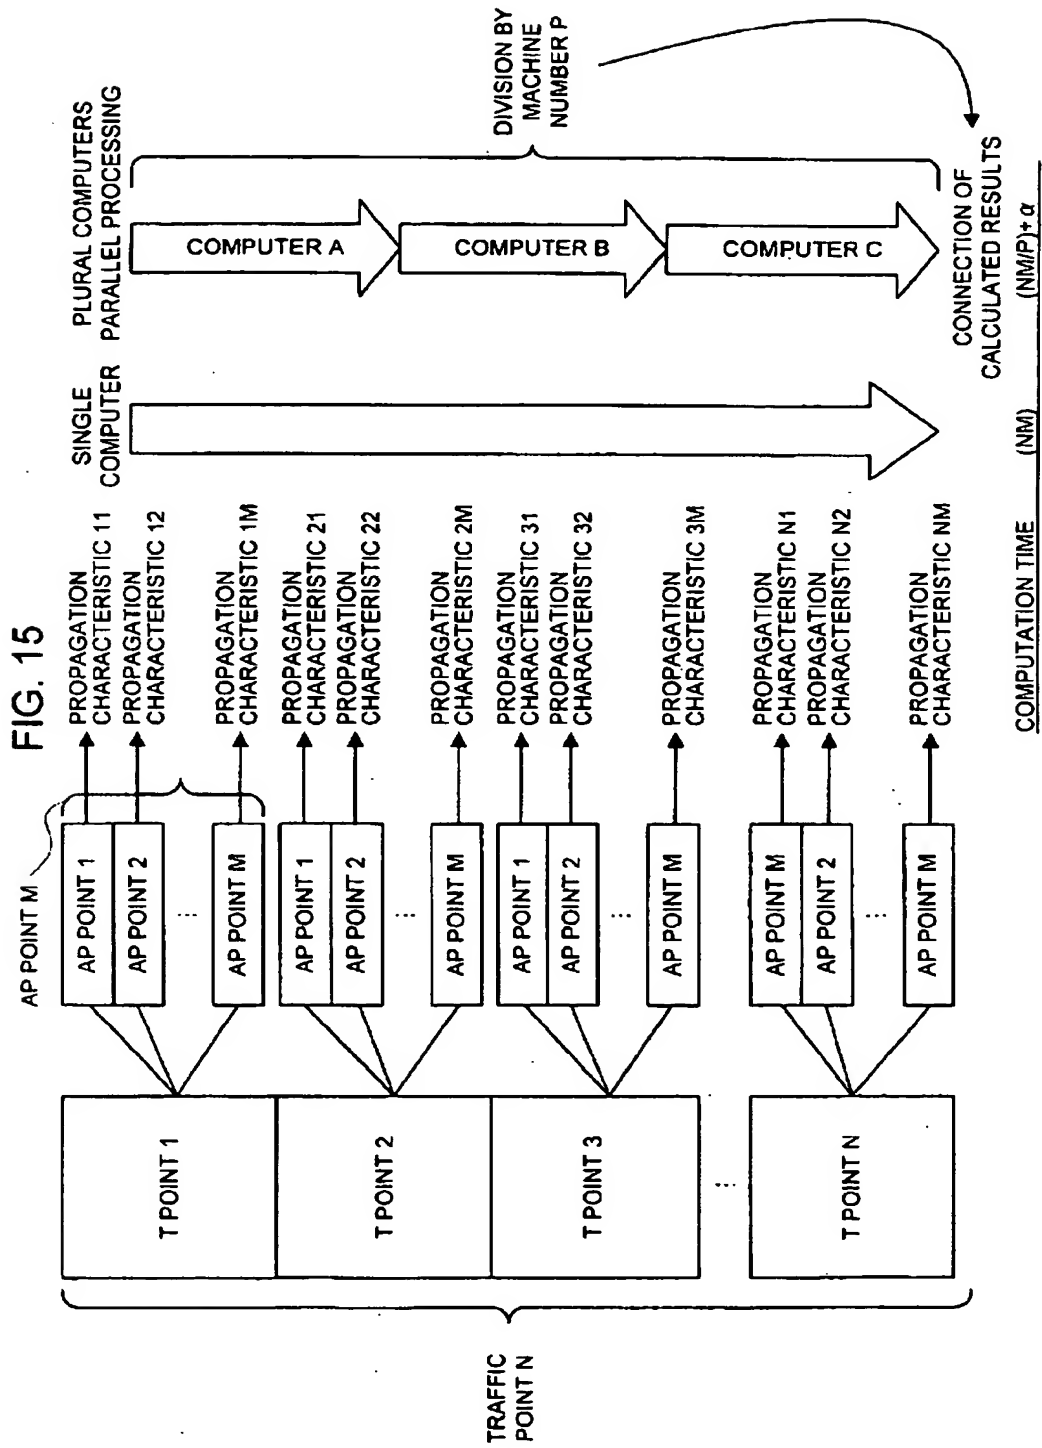 FIG. 15
AP POINT M
TRAFFIC
POINT N
T POINT 1
AP POINT 1
PROPAGATION
CHARACTERISTIC 11
AP POINT 2
PROPAGATION
CHARACTERISTIC 12
...
AP POINT M
PROPAGATION
CHARACTERISTIC 1M
T POINT 2
AP POINT 1
PROPAGATION
CHARACTERISTIC 21
AP POINT 2
PROPAGATION
CHARACTERISTIC 22
...
AP POINT M
PROPAGATION
CHARACTERISTIC 2M
T POINT 3
AP POINT 1
PROPAGATION
CHARACTERISTIC 31
AP POINT 2
PROPAGATION
CHARACTERISTIC 32
...
AP POINT M
PROPAGATION
CHARACTERISTIC 3M
...
T POINT N
AP POINT M
PROPAGATION
CHARACTERISTIC N1
AP POINT 2
PROPAGATION
CHARACTERISTIC N2
...
AP POINT M
PROPAGATION
CHARACTERISTIC NM
SINGLE
COMPUTER
PLURAL COMPUTERS
PARALLEL PROCESSING
COMPUTER A
COMPUTER B
COMPUTER C
DIVISION BY
MACHINE
NUMBER P
CONNECTION OF
CALCULATED RESULTS
COMPUTATION TIME (NM) (NM/P)+α